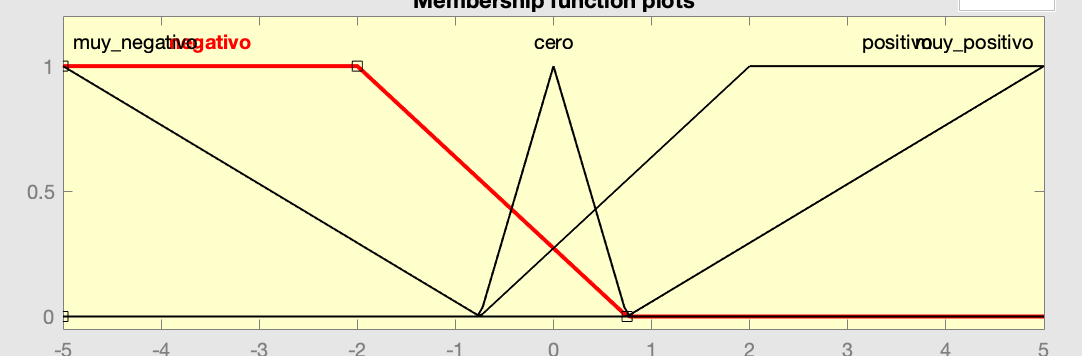 Membership function plots
muy_negativo negativo cero positivo muy_positivo
1
0.5
0
-5 -4 -3 -2 -1 0 1 2 3 4 5